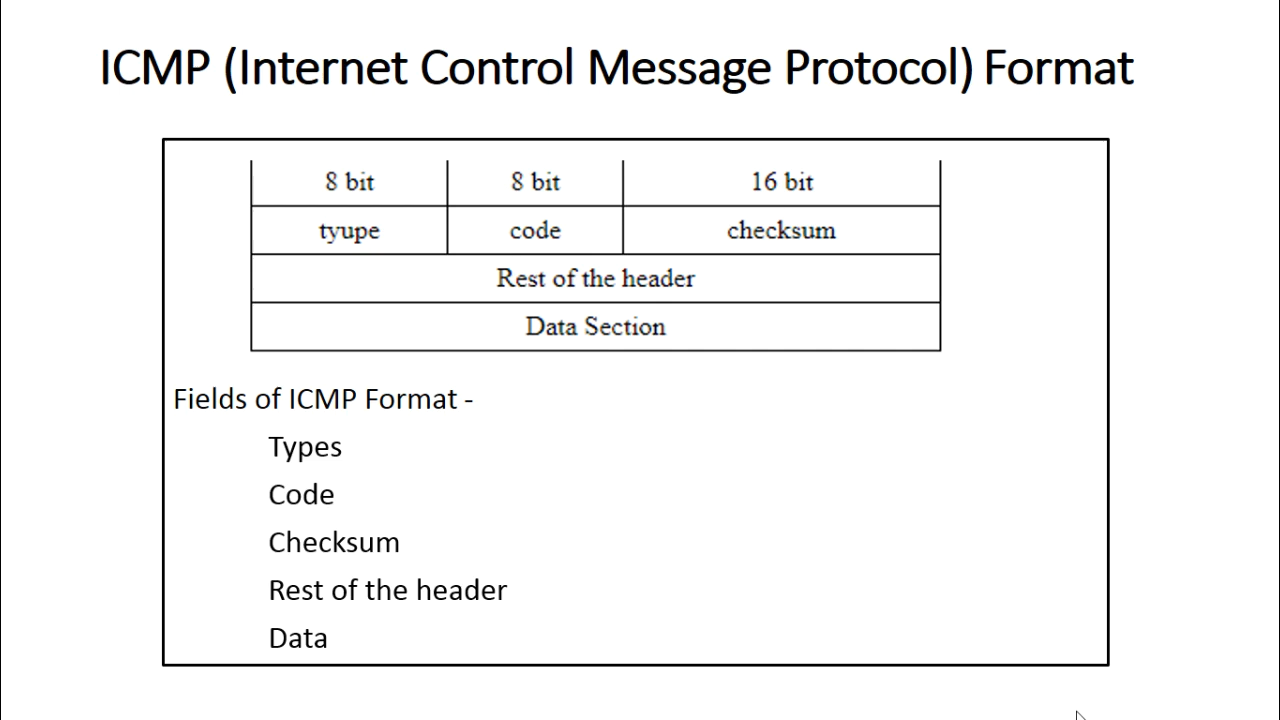 ICMP (Internet Control Message Protocol) Format
8 bit 8 bit 16 bit
tyupe code checksum
Rest of the header
Data Section
Fields of ICMP Format -
Types
Code
Checksum
Rest of the header
Data